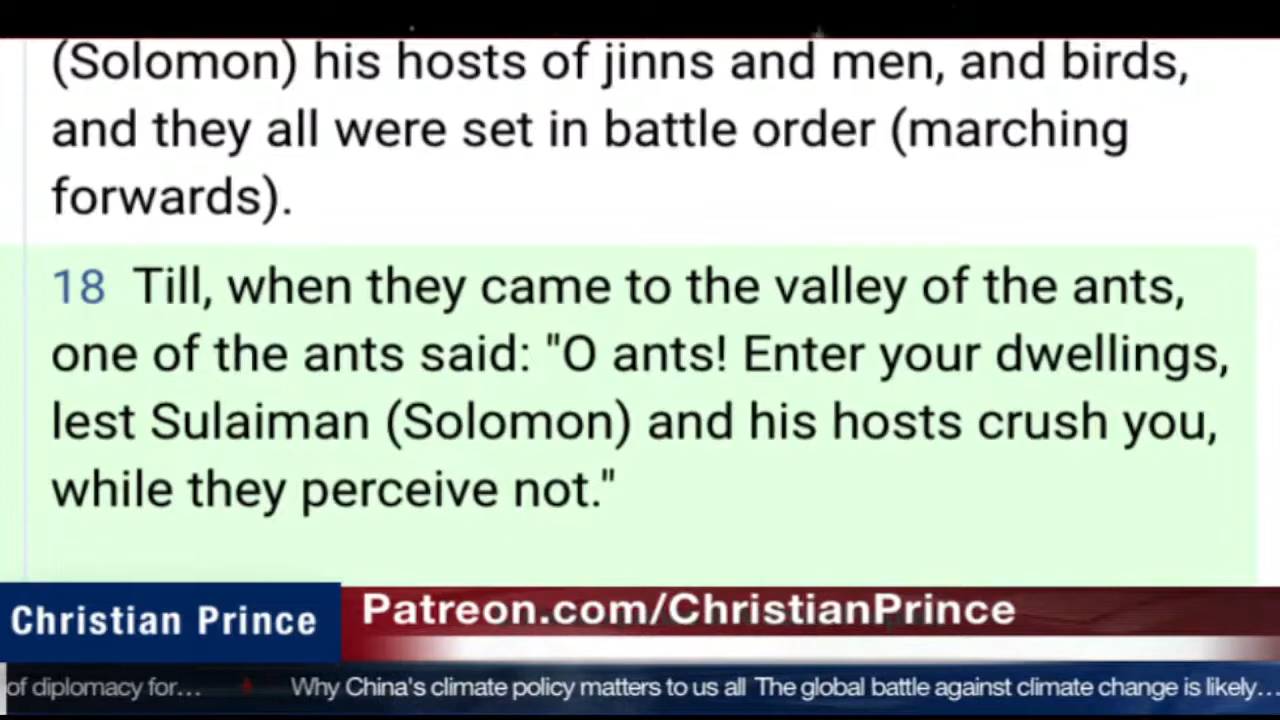 (Solomon) his hosts of jinns and men, and birds,
and they all were set in battle order (marching
forwards).
18 Till, when they came to the valley of the ants,
one of the ants said: "O ants! Enter your dwellings,
lest Sulaiman (Solomon) and his hosts crush you,
while they perceive not."
Christian Prince
Patreon.com/ChristianPrince
of diplomacy for... Why China's climate policy matters to us all The global battle against climate change is likely...